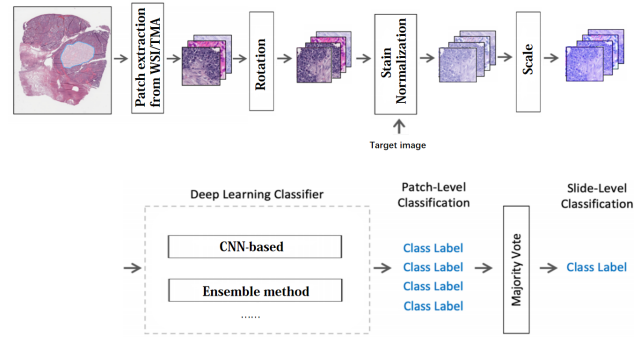 Patch extraction
from WSI/TMA
Rotation
Stain
Normalization
Scale
Target image
Deep Learning Classifier
CNN-based
Ensemble method
......
Patch-Level
Classification
Class Label
Class Label
Class Label
Class Label
Majority Vote
Slide-Level
Classification
Class Label